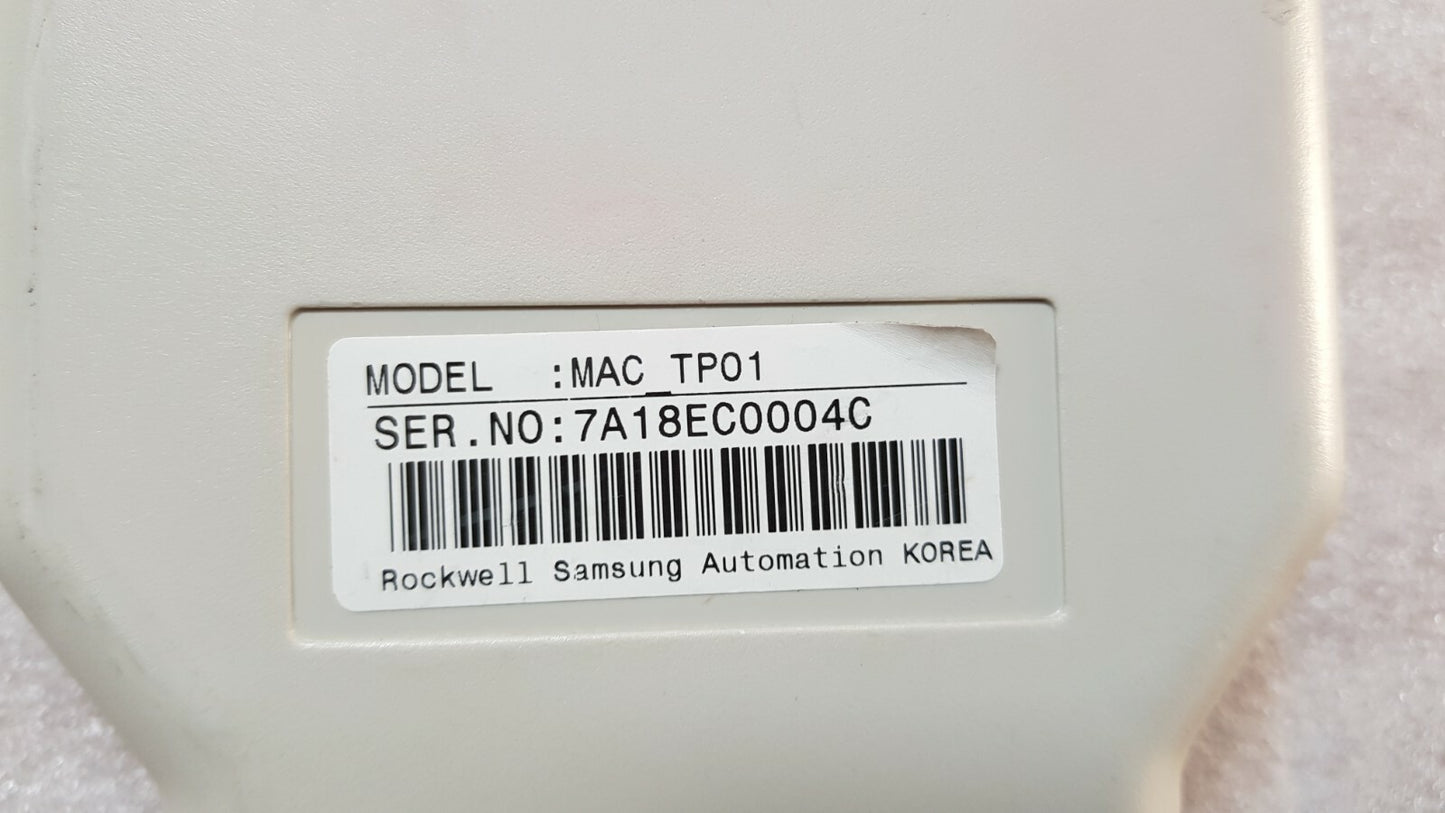 MODEL :MAC_TP01
SER.NO:7A18EC0004C
Rockwell Samsung Automation KOREA